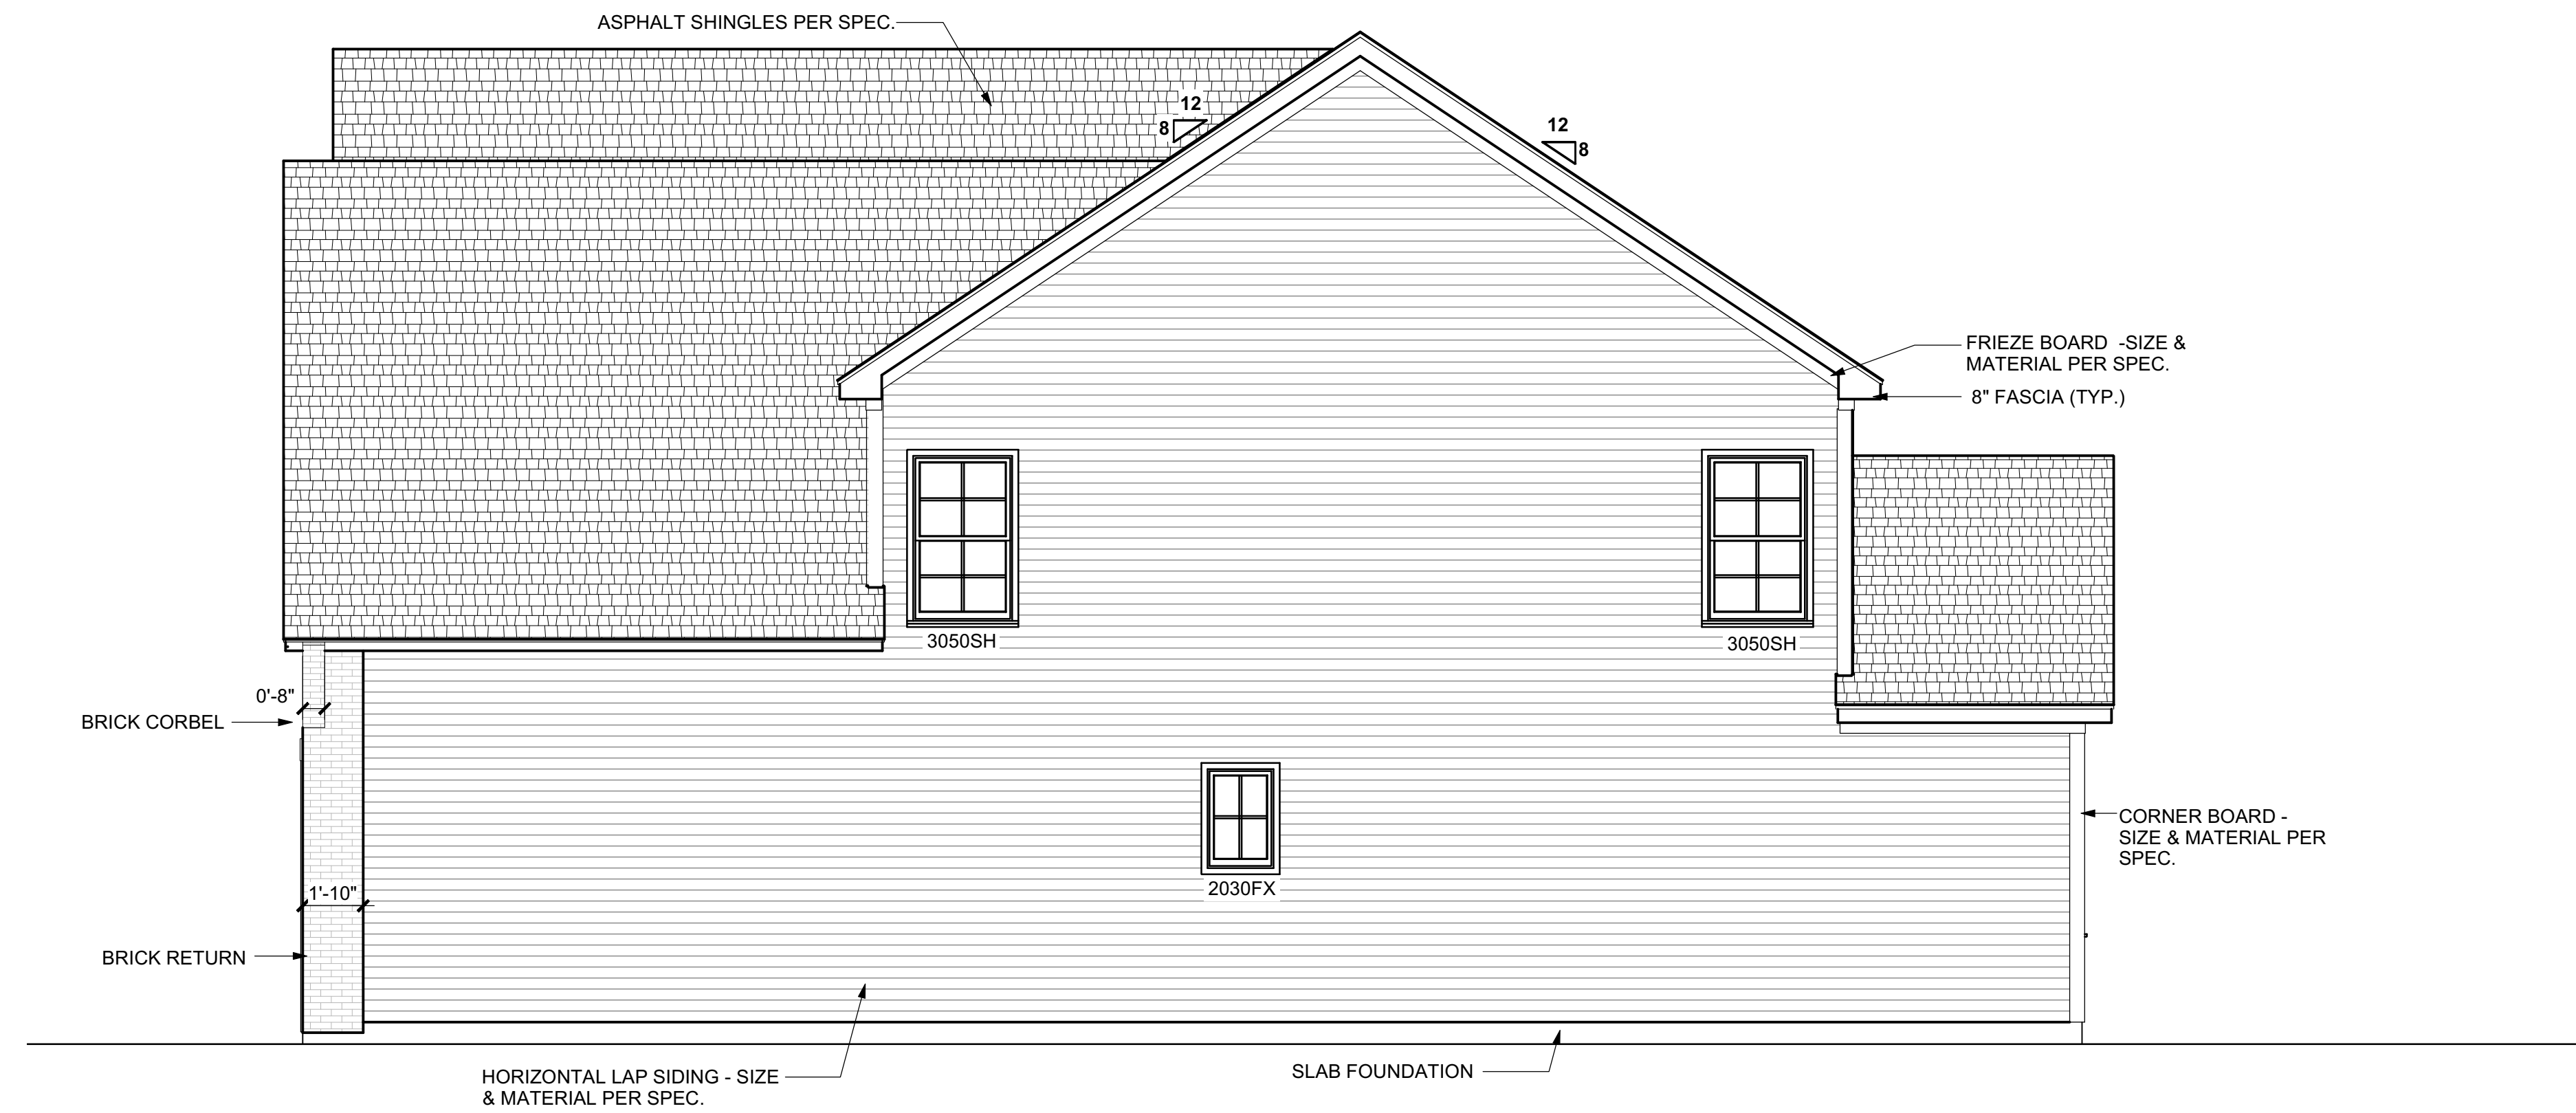 ASPHALT SHINGLES PER SPEC.
12
8
12
8
FRIEZE BOARD -SIZE &
MATERIAL PER SPEC.
8" FASCIA (TYP.)
3050SH
3050SH
0'-8"
BRICK CORBEL
CORNER BOARD -
SIZE & MATERIAL PER
SPEC.
2030FX
1'-10"
BRICK RETURN
HORIZONTAL LAP SIDING - SIZE
& MATERIAL PER SPEC.
SLAB FOUNDATION